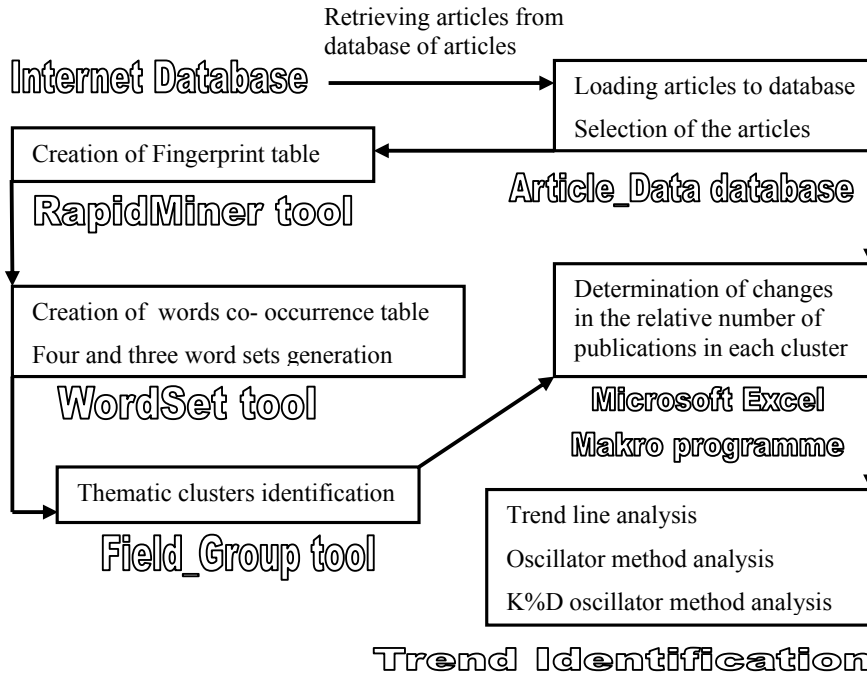 Retrieving articles from
database of articles
Internet Database
Loading articles to database
Selection of the articles
Article_Data database
Creation of Fingerprint table
RapidMiner tool
Creation of words co- occurrence table
Four and three word sets generation
WordSet tool
Thematic clusters identification
Field_Group tool
Determination of changes
in the relative number of
publications in each cluster
Microsoft Excel
Makro programme
Trend line analysis
Oscillator method analysis
K%D oscillator method analysis
Trend Identification